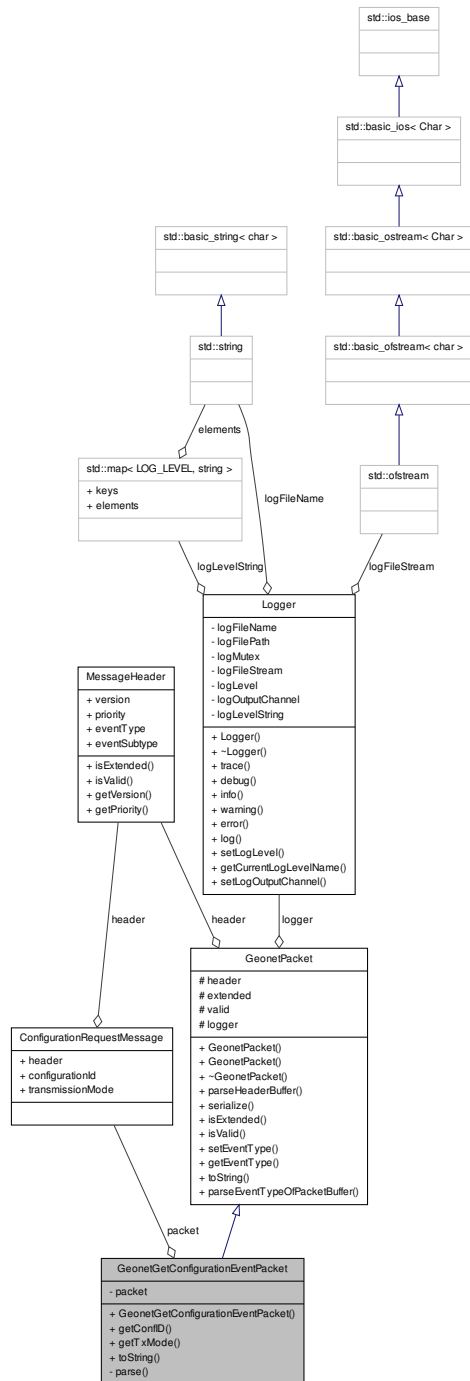 std::ios_base
std::basic_ios< Char >
std::basic_string< char >
std::basic_ostream< Char >
std::string
std::basic_ofstream< char >
elements
std::map< LOG_LEVEL, string >
+ keys
+ elements
std::ofstream
logFileName
logLevelString
logFileStream
Logger
- logFileName
- logFilePath
- logMutex
- logFileStream
- logLevel
- logOutputChannel
- logLevelString
+ Logger()
+ ~Logger()
+ trace()
+ debug()
+ info()
+ warning()
+ error()
+ log()
+ setLogLevel()
+ getCurrentLogLevelName()
+ setLogOutputChannel()
MessageHeader
+ version
+ priority
+ eventType
+ eventSubtype
+ isExtended()
+ isValid()
+ getVersion()
+ getPriority()
header
header
logger
GeonetPacket
# header
# extended
# valid
# logger
+ GeonetPacket()
+ GeonetPacket()
+ ~GeonetPacket()
+ parseHeaderBuffer()
+ serialize()
+ isExtended()
+ isValid()
+ setEventType()
+ getEventType()
+ toString()
+ parseEventTypeOfPacketBuffer()
ConfigurationRequestMessage
+ header
+ configurationId
+ transmissionMode
packet
GeonetGetConfigurationEventPacket
- packet
+ GeonetGetConfigurationEventPacket()
+ getConfID()
+ getTxMode()
+ toString()
- parse()